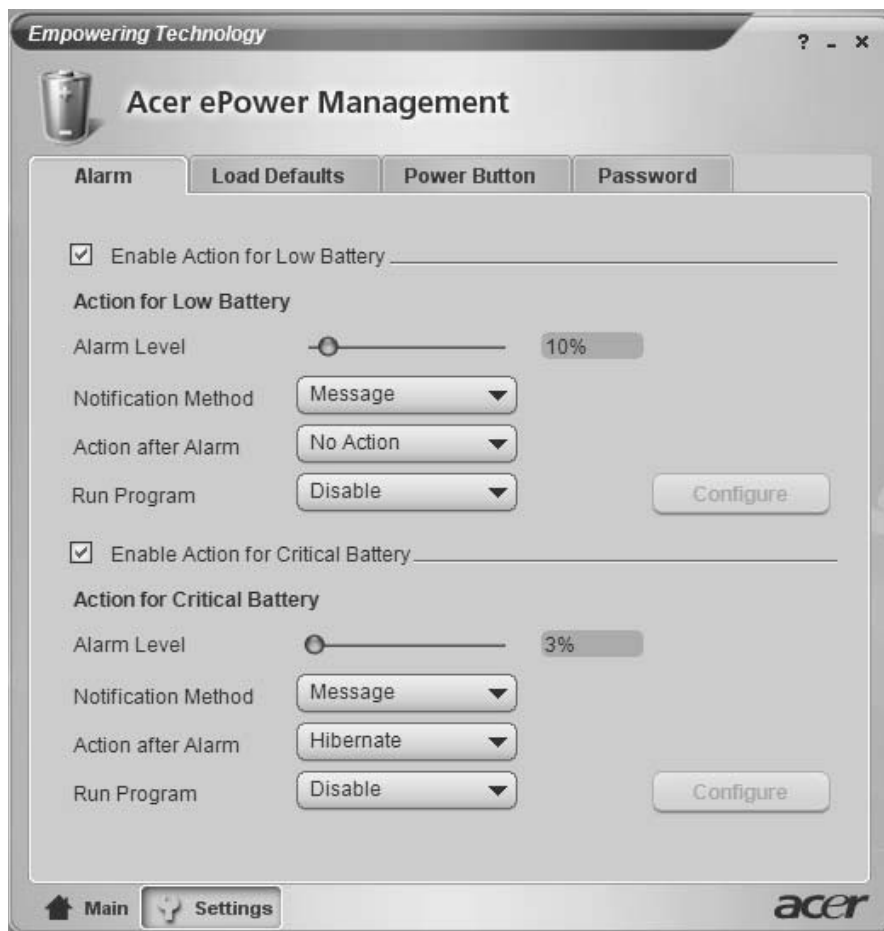 Empowering Technology
? - x
Acer ePower Management
Alarm Load Defaults Power Button Password
Enable Action for Low Battery
Action for Low Battery
Alarm Level 10%
Notification Method Message
Action after Alarm No Action
Run Program Disable Configure
Enable Action for Critical Battery
Action for Critical Battery
Alarm Level 3%
Notification Method Message
Action after Alarm Hibernate
Run Program Disable Configure
Main Settings acer